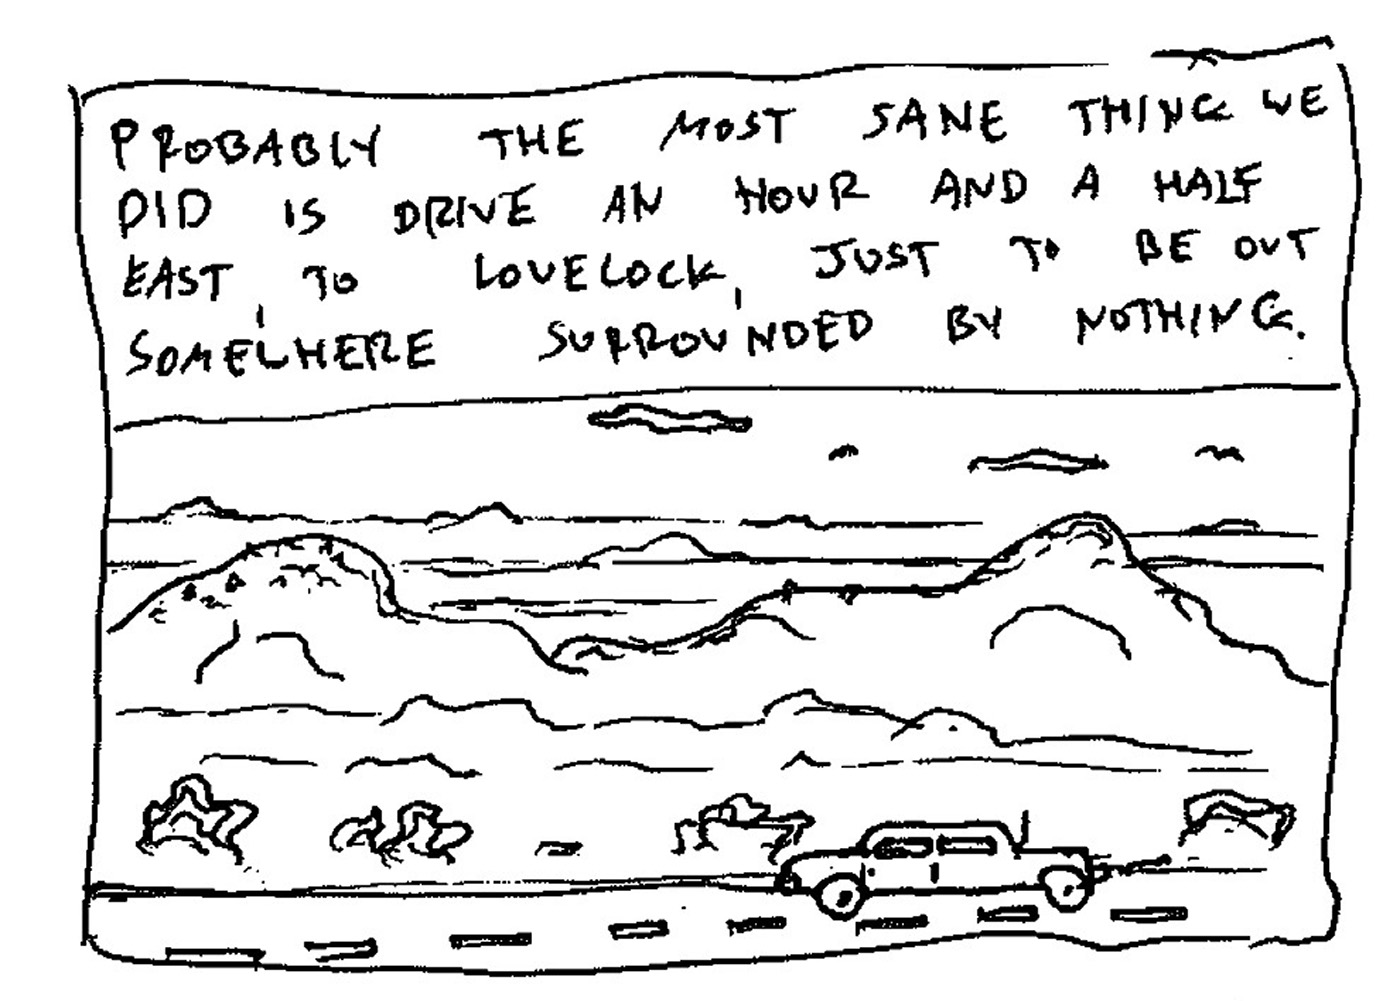 PROBABLY THE MOST SANE THING WE
DID IS DRIVE AN HOUR AND A HALF
EAST, TO LOVELOCK, JUST TO BE OUT
SOMEWHERE SURROUNDED BY NOTHING.